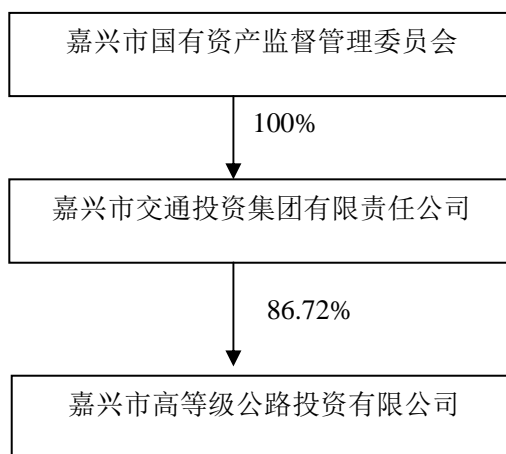 嘉兴市国有资产监督管理委员会
100%
嘉兴市交通投资集团有限责任公司
86.72%
嘉兴市高等级公路投资有限公司